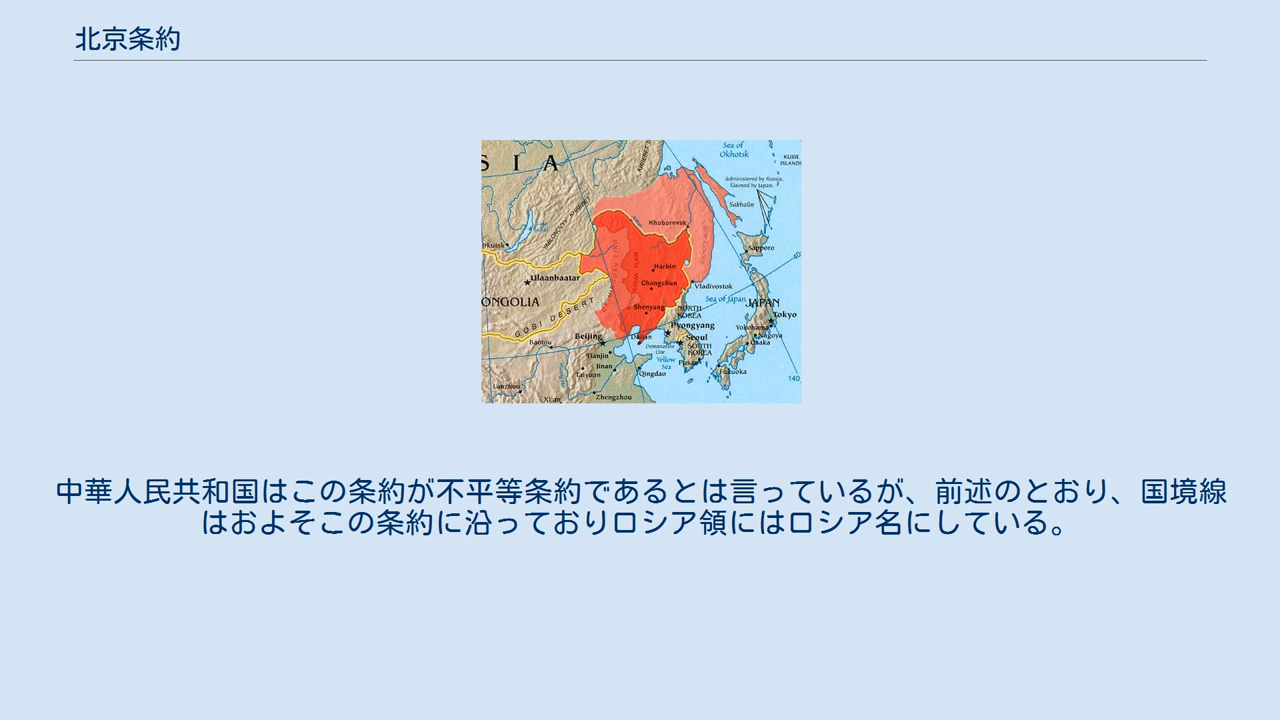 北京条約
S I A
Sea of
Okhotsk
KURIL
ISLANDS
Administered by Russia,
Claimed by Japan.
Sakhalin
Khabarovsk
Irkutsk
Sapporo
Ulaanbaatar
Harbin
Changchun
Vladivostok
ONGOLIA
GOBI DESERT
Sea of Japan
JAPAN
Shenyang
NORTH
KOREA
Tokyo
Pyongyang
Yokohama
Beijing
Dalian
Seoul
Nagoya
Baotou
Demarcation
Line
SOUTH
KOREA
Osaka
Tianjin
Yellow
Sea
Pusan
Jinan
Taiyuan
Qingdao
Fukuoka
140
Lanzhou
Xi'an
Zhengzhou
中華人民共和国はこの条約が不平等条約であるとは言っているが、前述のとおり、国境線
はおよそこの条約に沿っておりロシア領にはロシア名にしている。